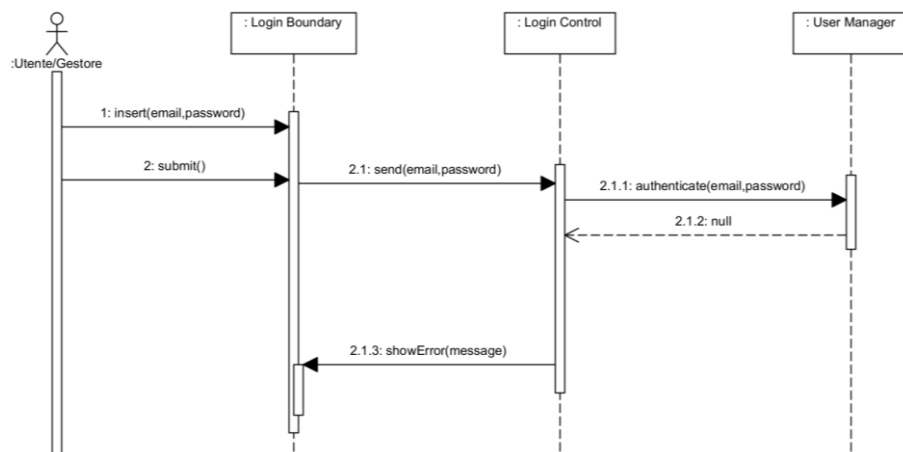 : Login Boundary
: Login Control
: User Manager
:Utente/Gestore
1: insert(email,password)
2: submit()
2.1: send(email,password)
2.1.1: authenticate(email,password)
2.1.2: null
2.1.3: showError(message)